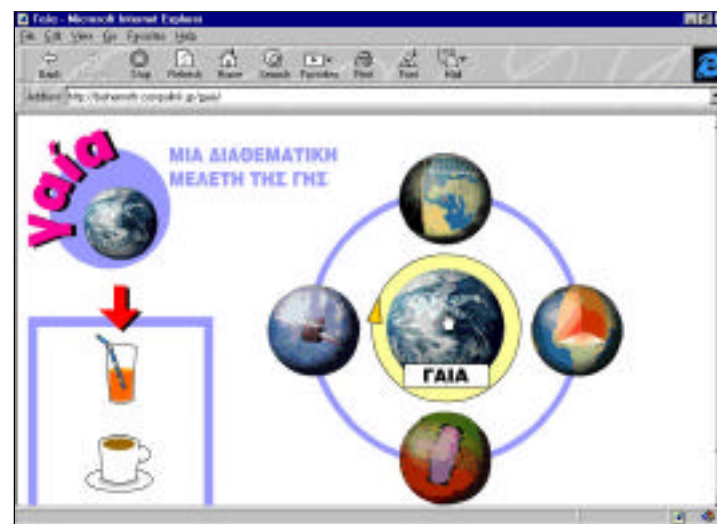 Γαία - Microsoft Internet Explorer
File Edit View Go Favorites Help
Back Stop Refresh Home Search Favorites Print Font Mail
Address
γαία
ΜΙΑ ΔΙΑΘΕΜΑΤΙΚΗ
ΜΕΛΕΤΗ ΤΗΣ ΓΗΣ
ΓΑΙΑ